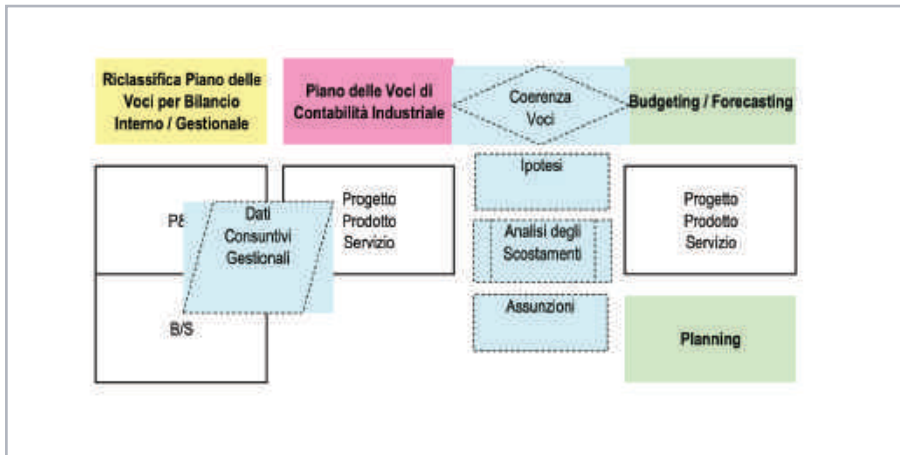 Riclassifica Piano delle
Voci per Bilancio
Interno / Gestionale
Piano delle Voci di
Contabilità Industriale
Coerenza
Voci
Budgeting / Forecasting
Ipotesi
P&
Dati
Consuntivi
Gestionali
Progetto
Prodotto
Servizio
Analisi degli
Scostamenti
Progetto
Prodotto
Servizio
Assunzioni
B/S
Planning